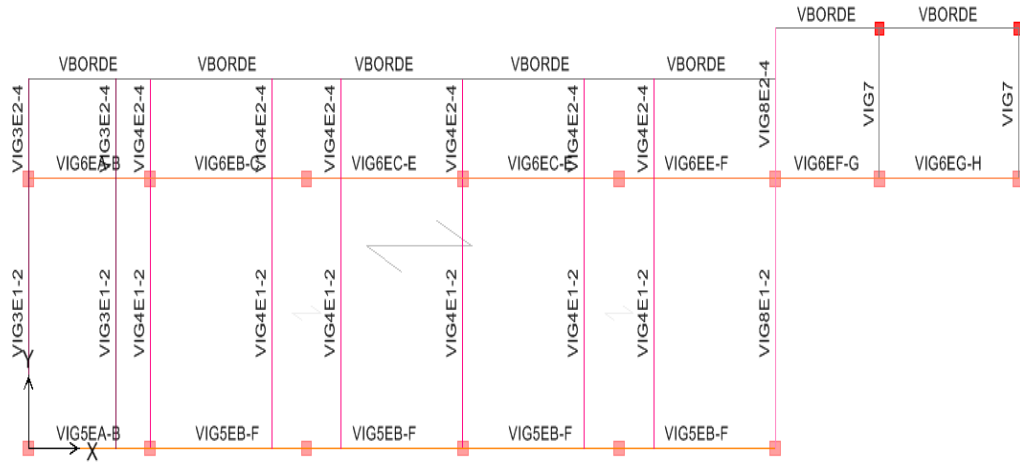 VBORDE VBORDE
VBORDE VBORDE VBORDE VBORDE VBORDE
VIG3E2-4 VIG3E2-4 VIG4E2-4 VIG4E2-4 VIG4E2-4 VIG4E2-4 VIG4E2-4 VIG4E2-4 VIG8E2-4 VIG7 VIG7
VIG6EA-B VIG6EB-C VIG6EC-E VIG6EE-F VIG6EF-G VIG6EG-H
VIG3E1-2 VIG3E1-2 VIG4E1-2 VIG4E1-2 VIG4E1-2 VIG4E1-2 VIG4E1-2 VIG4E1-2 VIG8E1-2
Y
VIG5EA-B VIG5EB-F VIG5EB-F VIG5EB-F VIG5EB-F
X